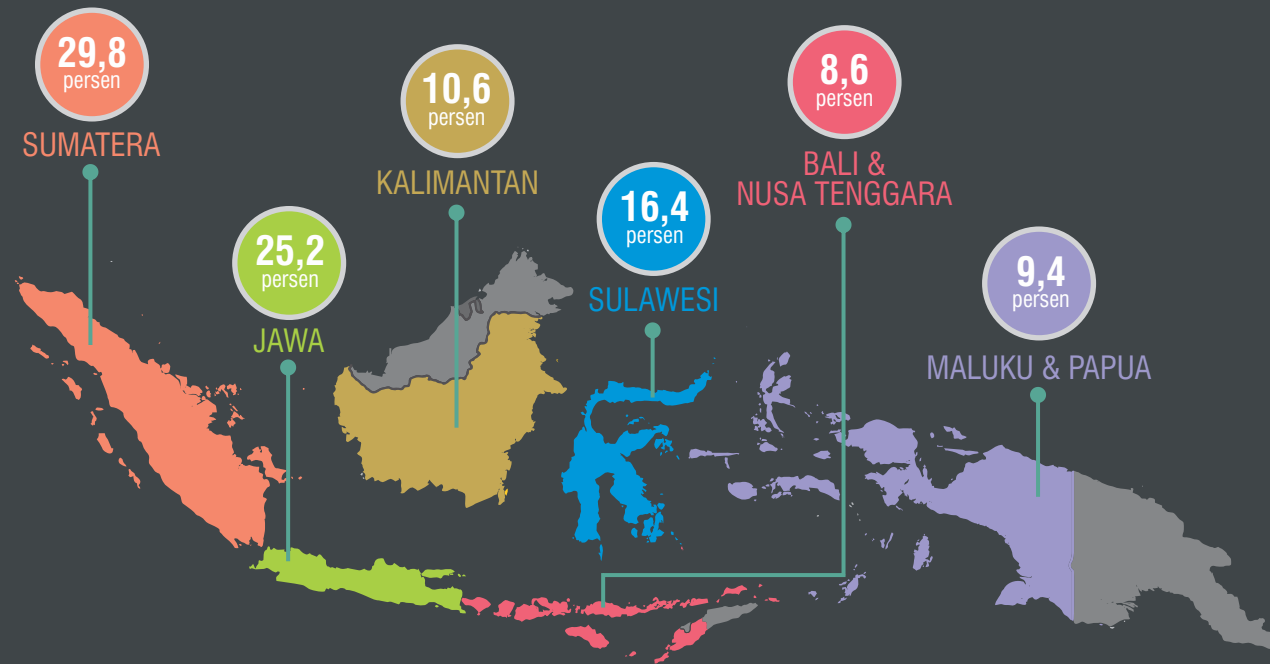 29,8
persen
SUMATERA
10,6
persen
KALIMANTAN
8,6
persen
BALI &
NUSA TENGGARA
16,4
persen
SULAWESI
25,2
persen
JAWA
9,4
persen
MALUKU & PAPUA